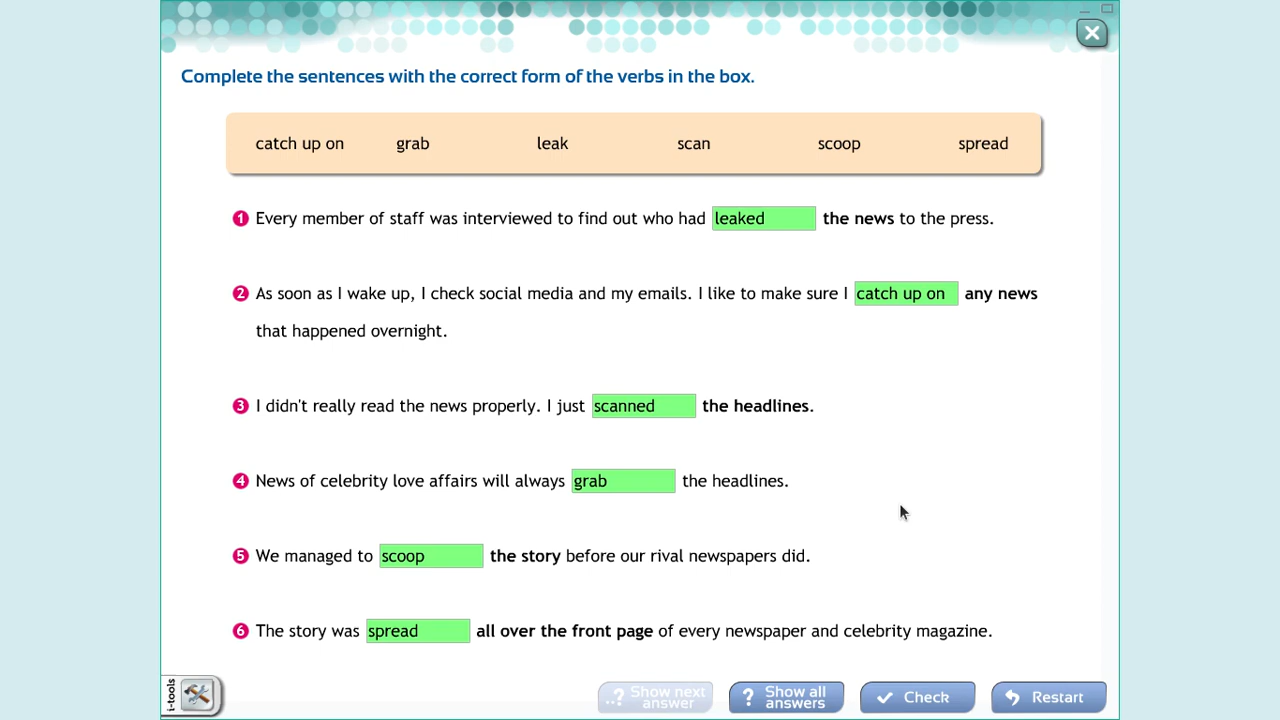 Complete the sentences with the correct form of the verbs in the box.
catch up on grab leak scan scoop spread
1 Every member of staff was interviewed to find out who had leaked the news to the press.
2 As soon as I wake up, I check social media and my emails. I like to make sure I catch up on any news
that happened overnight.
3 I didn't really read the news properly. I just scanned the headlines.
4 News of celebrity love affairs will always grab the headlines.
5 We managed to scoop the story before our rival newspapers did.
6 The story was spread all over the front page of every newspaper and celebrity magazine.
i-tools
..? Show next
answer
? Show all
answers
Check
Restart